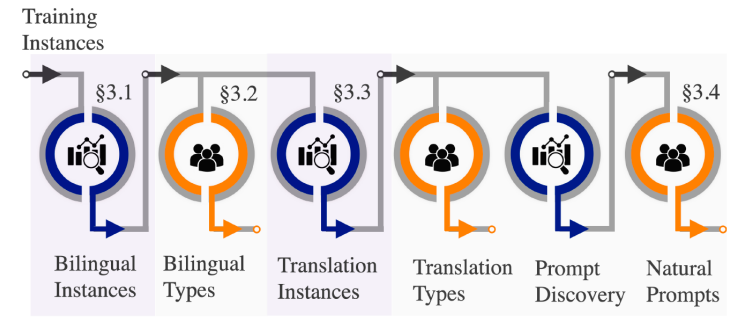 Training
Instances
§3.1
§3.2
§3.3
§3.4
Bilingual
Instances
Bilingual
Types
Translation
Instances
Translation
Types
Prompt
Discovery
Natural
Prompts